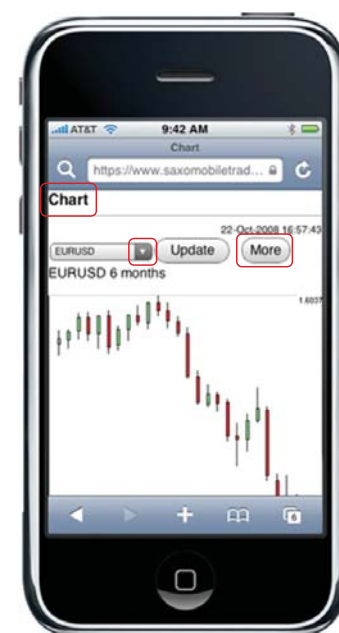 AT&T 9:42 AM
Chart
https://www.saxomobiletrad...
Chart
22-Oct-2008 16:57:43
EURUSD Update More
EURUSD 6 months
1.6037
6